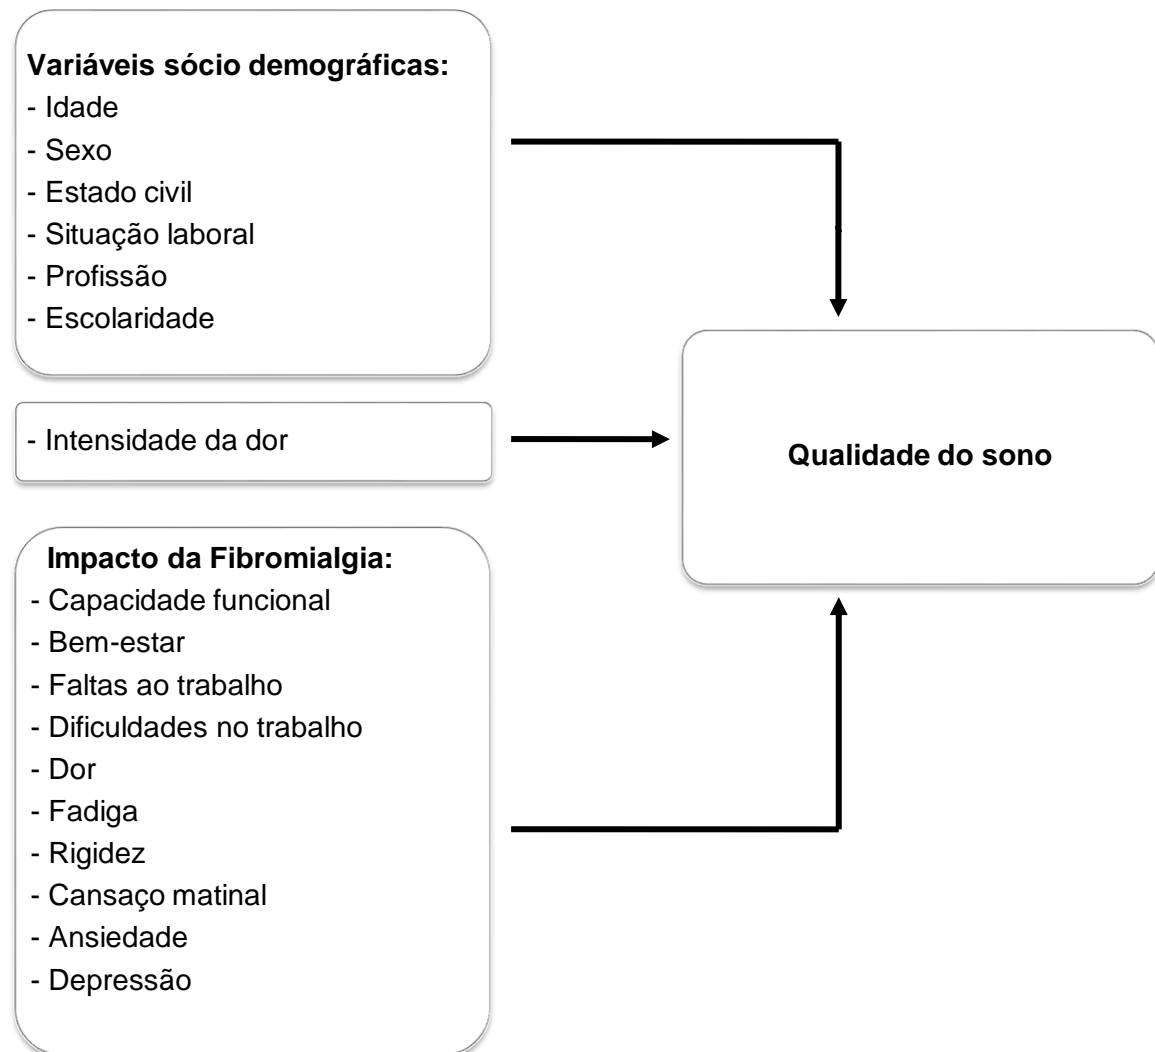 Variáveis sócio demográficas:
- Idade
- Sexo
- Estado civil
- Situação laboral
- Profissão
- Escolaridade
- Intensidade da dor
Qualidade do sono
Impacto da Fibromialgia:
- Capacidade funcional
- Bem-estar
- Faltas ao trabalho
- Dificuldades no trabalho
- Dor
- Fadiga
- Rigidez
- Cansaço matinal
- Ansiedade
- Depressão